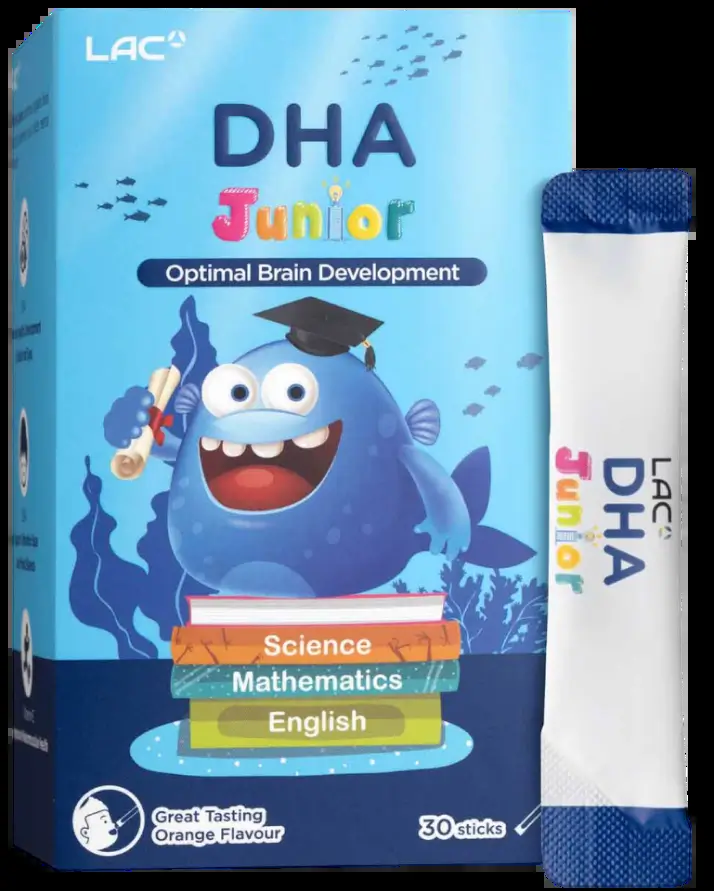 LAC
DHA
Junior
Optimal Brain Development
Science
Mathematics
English
Great Tasting
Orange Flavour
30 sticks
LAC
DHA
Junior